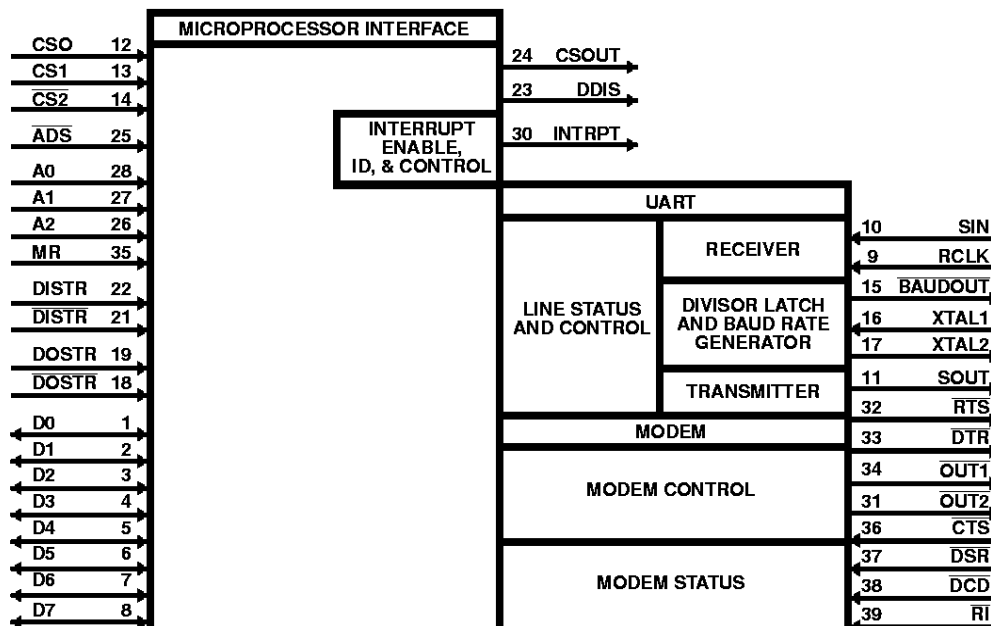 MICROPROCESSOR INTERFACE
CSO 12
CS1 13
CS2 14
ADS 25
A0 28
A1 27
A2 26
MR 35
DISTR 22
DISTR 21
DOSTR 19
DOSTR 18
D0 1
D1 2
D2 3
D3 4
D4 5
D5 6
D6 7
D7 8
24 CSOUT
23 DDIS
30 INTRPT
INTERRUPT
ENABLE,
ID, & CONTROL
UART
LINE STATUS
AND CONTROL
RECEIVER
DIVISOR LATCH
AND BAUD RATE
GENERATOR
TRANSMITTER
MODEM
MODEM CONTROL
MODEM STATUS
10 SIN
9 RCLK
15 BAUDOUT
16 XTAL1
17 XTAL2
11 SOUT
32 RTS
33 DTR
34 OUT1
31 OUT2
36 CTS
37 DSR
38 DCD
39 RI